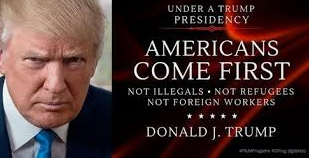 UNDER A TRUMP
PRESIDENCY
AMERICANS
COME FIRST
NOT ILLEGALS • NOT REFUGEES
NOT FOREIGN WORKERS
★ ★ ★ ★ ★
DONALD J. TRUMP